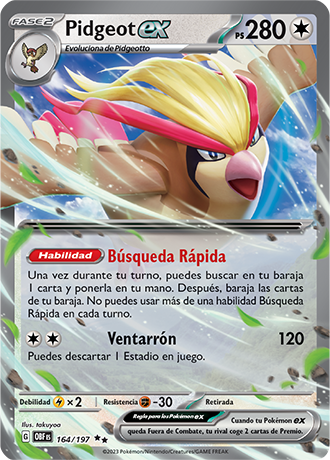 FASE 2
Pidgeot ex PS 280
Evoluciona de Pidgeotto
Habilidad Búsqueda Rápida
Una vez durante tu turno, puedes buscar en tu baraja
1 carta y ponerla en tu mano. Después, baraja las cartas
de tu baraja. No puedes usar más de una habilidad Búsqueda
Rápida en cada turno.
Ventarrón 120
Puedes descartar 1 Estadio en juego.
Debilidad ×2 Resistencia -30 Retirada
Ilus. takuyoa
Regla para los Pokémon ex
Cuando tu Pokémon ex
queda Fuera de Combate, tu rival coge 2 cartas de Premio.
G OBF ES 164/197
©2023 Pokémon/Nintendo/Creatures/GAME FREAK